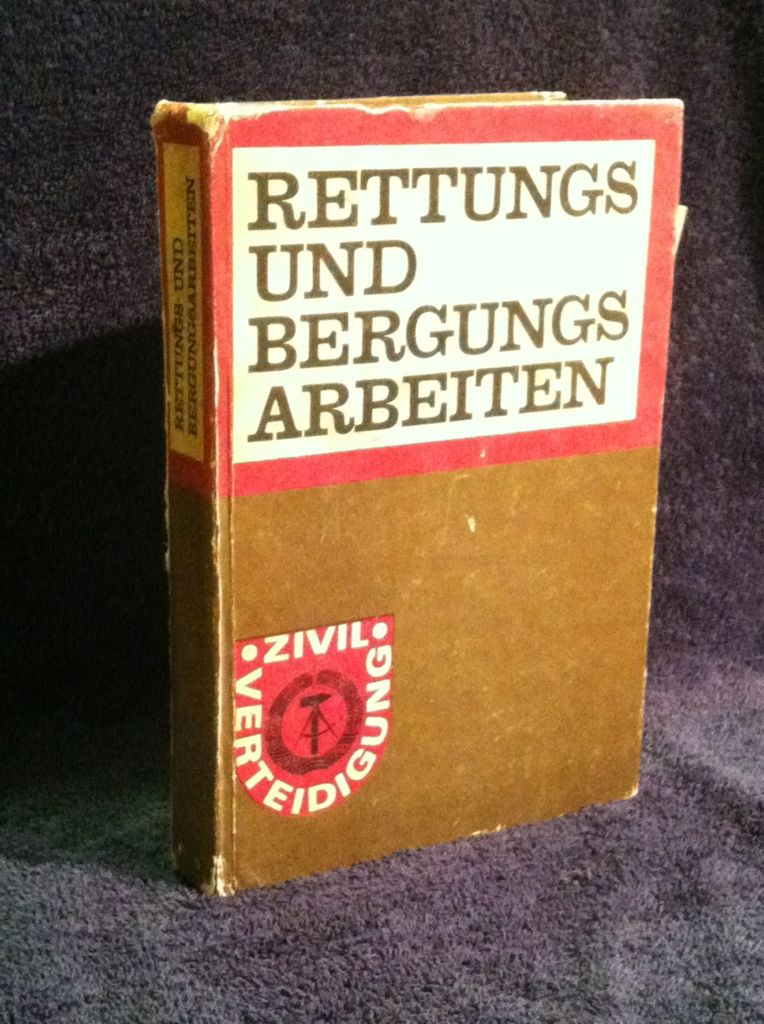 RETTUNGS- UND
BERGUNGSARBEITEN
RETTUNGS
UND
BERGUNGS
ARBEITEN
• ZIVIL •
VERTEIDIGUNG